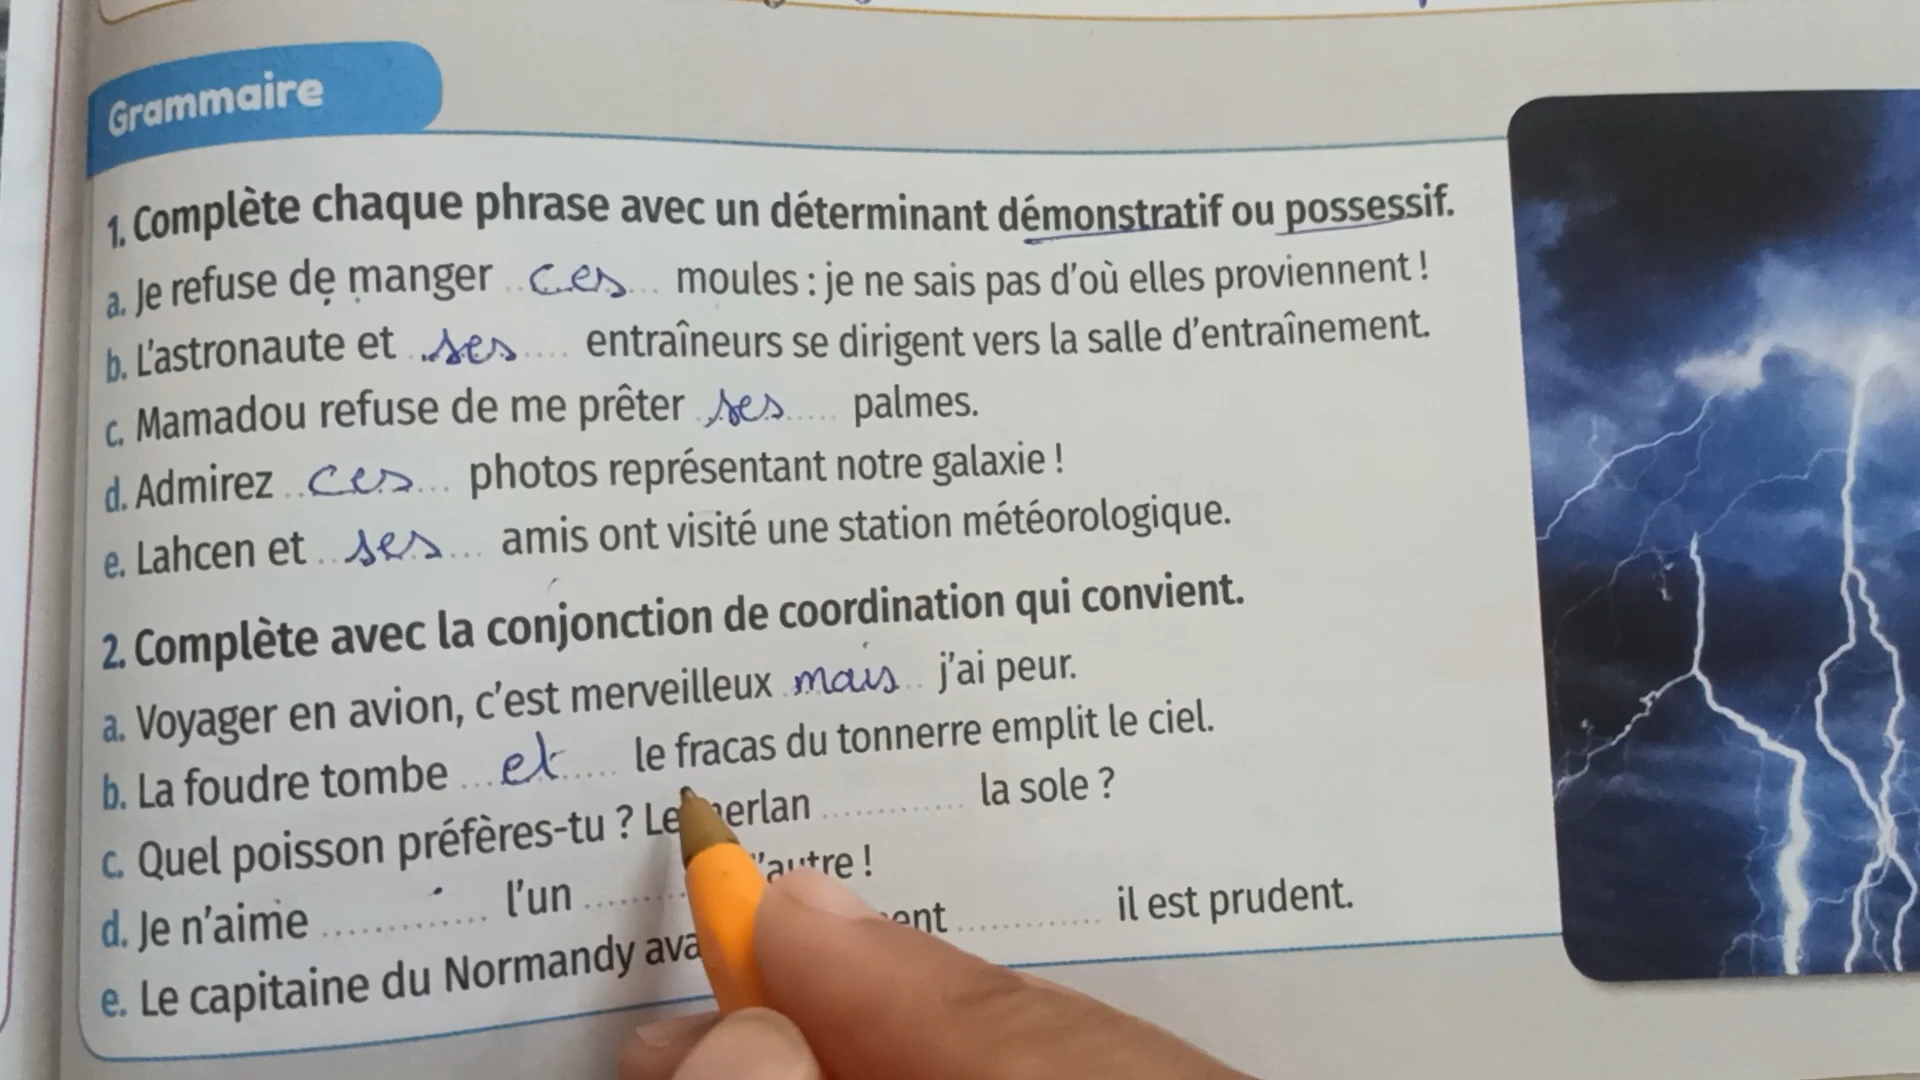 Grammaire
1. Complète chaque phrase avec un déterminant démonstratif ou possessif.
a. Je refuse de manger ces moules : je ne sais pas d'où elles proviennent !
b. L'astronaute et ses entraîneurs se dirigent vers la salle d'entraînement.
c. Mamadou refuse de me prêter ses palmes.
d. Admirez ces photos représentant notre galaxie !
e. Lahcen et ses amis ont visité une station météorologique.
2. Complète avec la conjonction de coordination qui convient.
a. Voyager en avion, c'est merveilleux mais j'ai peur.
b. La foudre tombe et le fracas du tonnerre emplit le ciel.
c. Quel poisson préfères-tu ? Le merlan ............ la sole ?
d. Je n'aime ............ l'un ............ l'autre !
e. Le capitaine du Normandy ............ il est prudent.